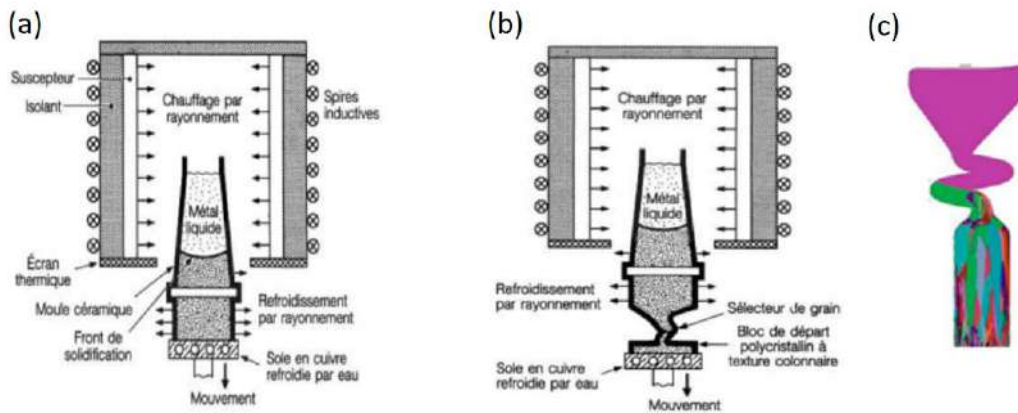 (a)
Suscepteur
Isolant
Chauffage par
rayonnement
Spires
inductives
Métal
liquide
Écran
thermique
Moule céramique
Front de
solidification
Refroidissement
par rayonnement
Sole en cuivre
refroidie par eau
Mouvement
(b)
Chauffage par
rayonnement
Métal
liquide
Refroidissement
par rayonnement
Sélecteur de grain
Bloc de départ
polycristallin à
texture colonnaire
Sole en cuivre
refroidie par eau
Mouvement
(c)